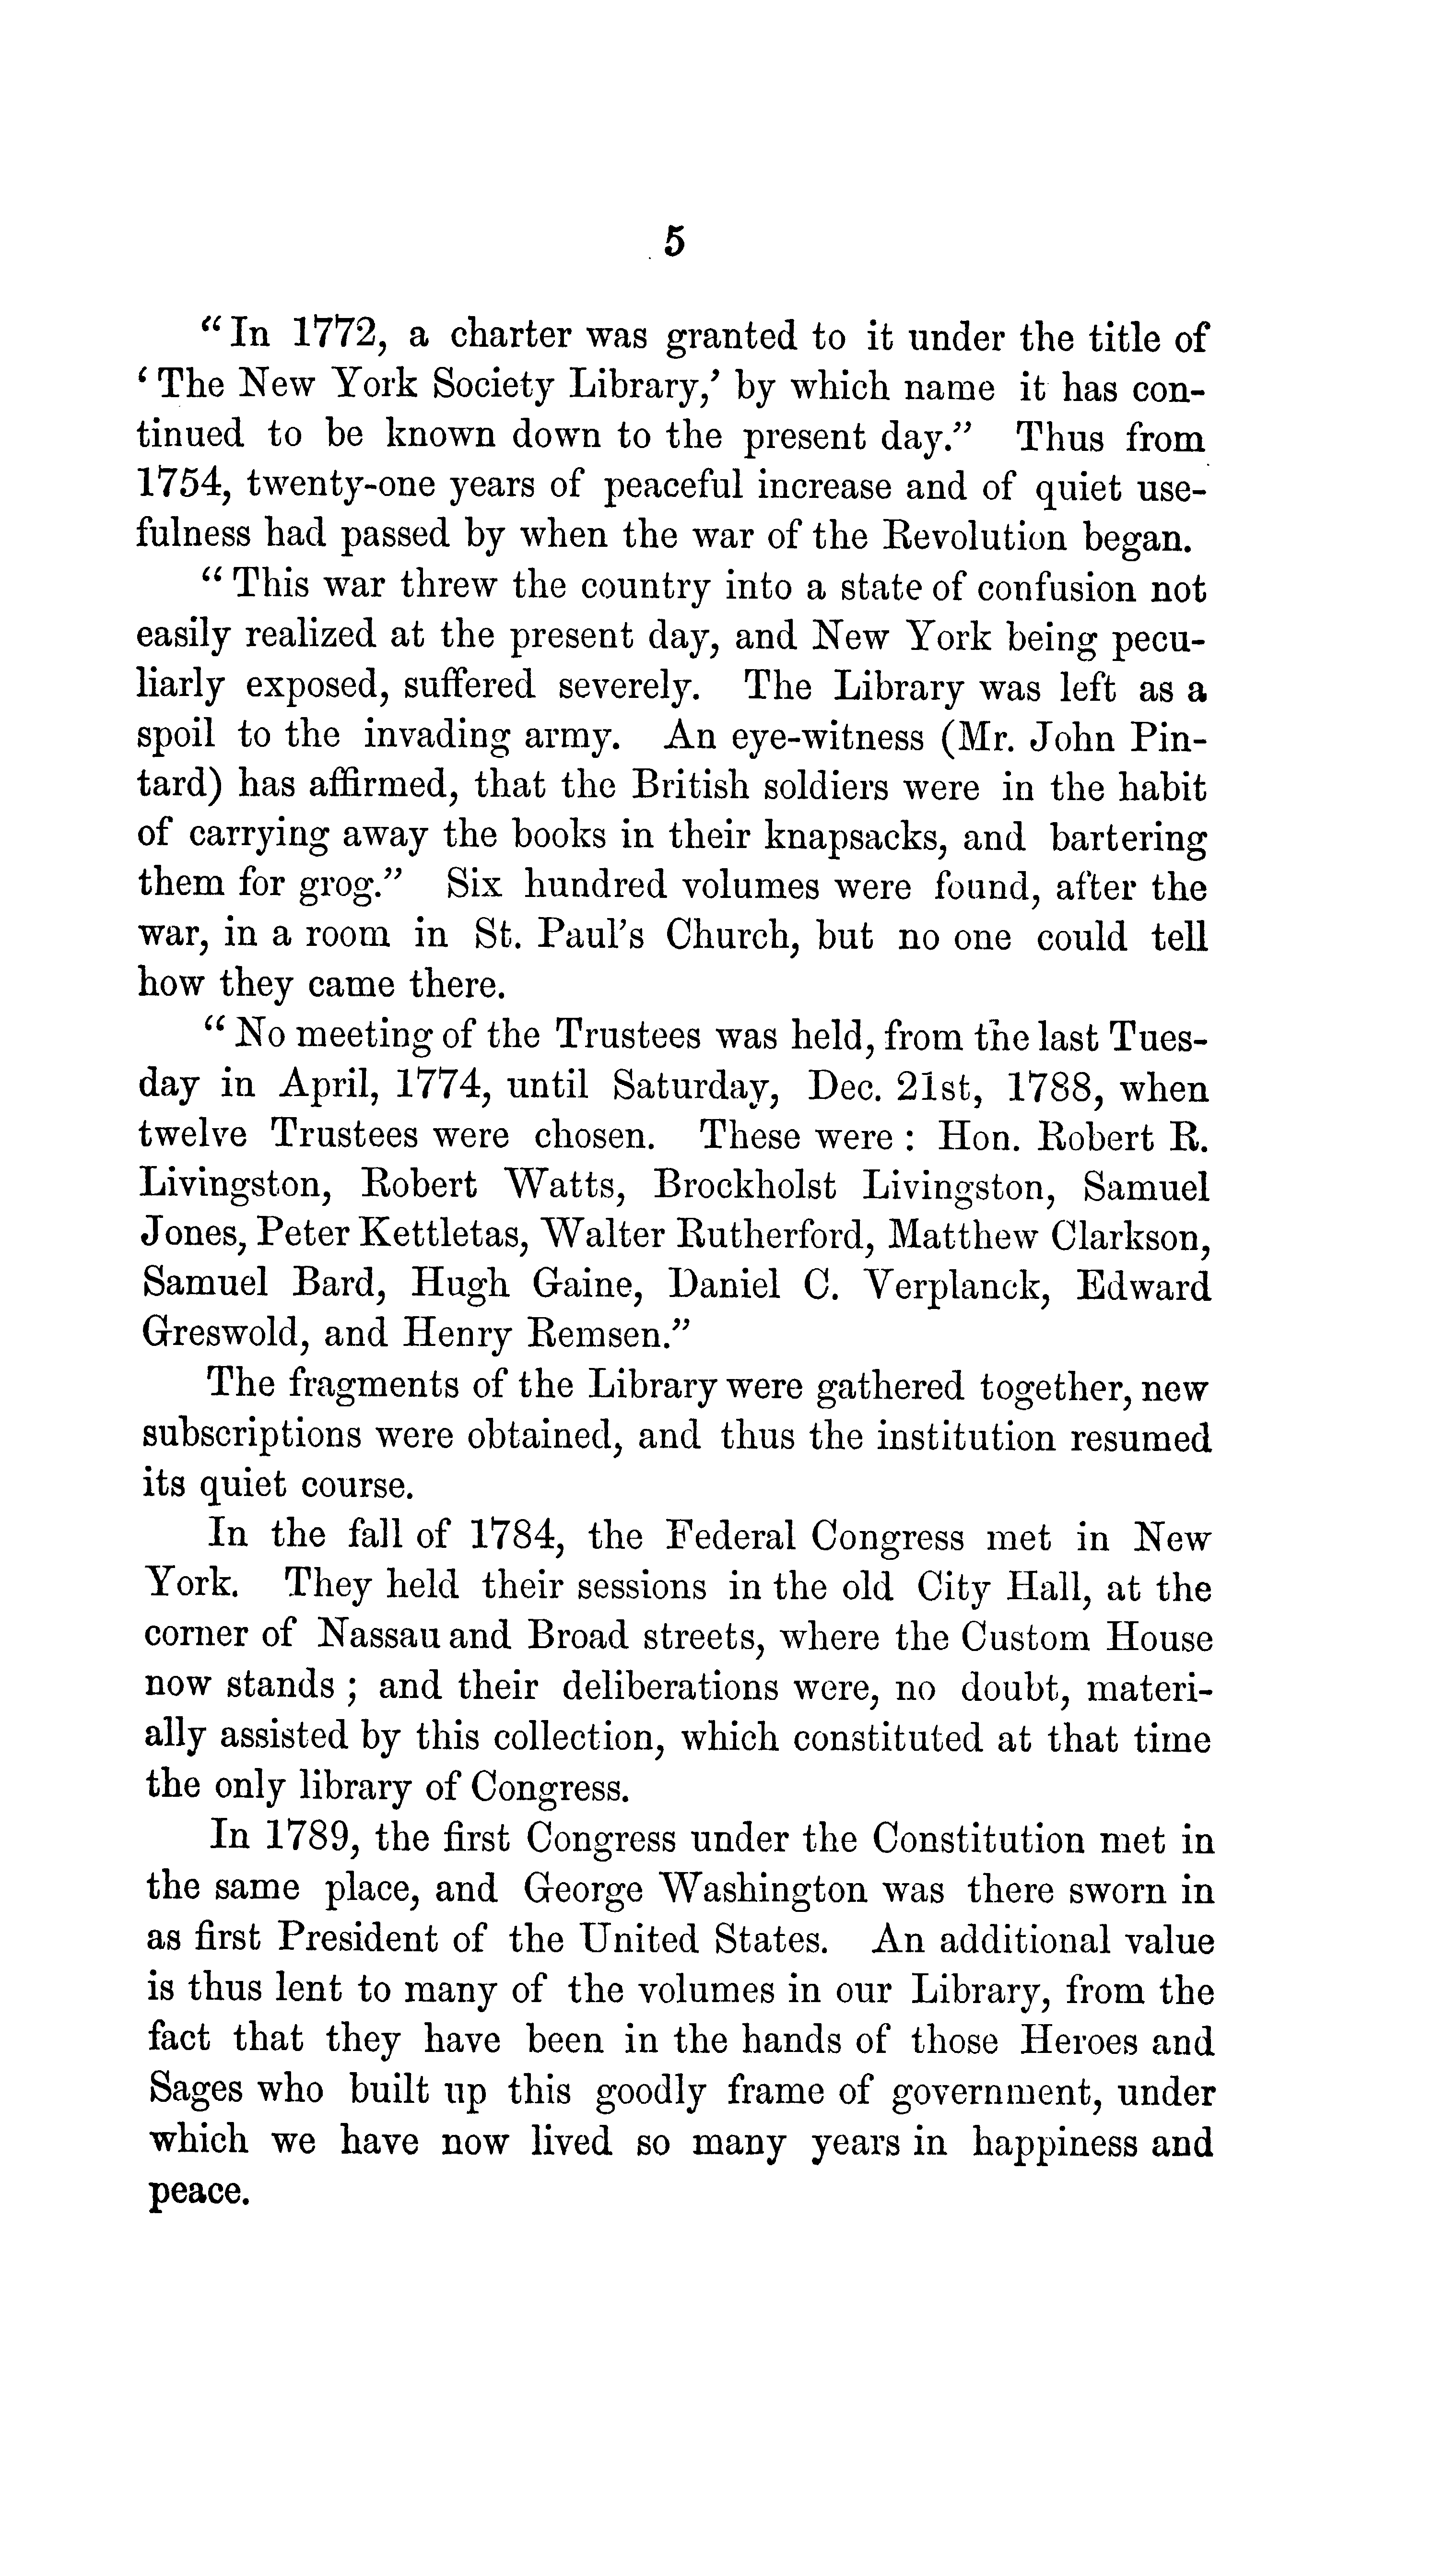 5
“In 1772, a charter was granted to it under the title of
‘The New York Society Library,’ by which name it has con-
tinued to be known down to the present day.” Thus from
1754, twenty-one years of peaceful increase and of quiet use-
fulness had passed by when the war of the Revolution began.
“This war threw the country into a state of confusion not
easily realized at the present day, and New York being pecu-
liarly exposed, suffered severely. The Library was left as a
spoil to the invading army. An eye-witness (Mr. John Pin-
tard) has affirmed, that the British soldiers were in the habit
of carrying away the books in their knapsacks, and bartering
them for grog.” Six hundred volumes were found, after the
war, in a room in St. Paul’s Church, but no one could tell
how they came there.
“No meeting of the Trustees was held, from the last Tues-
day in April, 1774, until Saturday, Dec. 21st, 1788, when
twelve Trustees were chosen. These were : Hon. Robert R.
Livingston, Robert Watts, Brockholst Livingston, Samuel
Jones, Peter Kettletas, Walter Rutherford, Matthew Clarkson,
Samuel Bard, Hugh Gaine, Daniel C. Verplanck, Edward
Greswold, and Henry Remsen.”
The fragments of the Library were gathered together, new
subscriptions were obtained, and thus the institution resumed
its quiet course.
In the fall of 1784, the Federal Congress met in New
York. They held their sessions in the old City Hall, at the
corner of Nassau and Broad streets, where the Custom House
now stands ; and their deliberations were, no doubt, materi-
ally assisted by this collection, which constituted at that time
the only library of Congress.
In 1789, the first Congress under the Constitution met in
the same place, and George Washington was there sworn in
as first President of the United States. An additional value
is thus lent to many of the volumes in our Library, from the
fact that they have been in the hands of those Heroes and
Sages who built up this goodly frame of government, under
which we have now lived so many years in happiness and
peace.